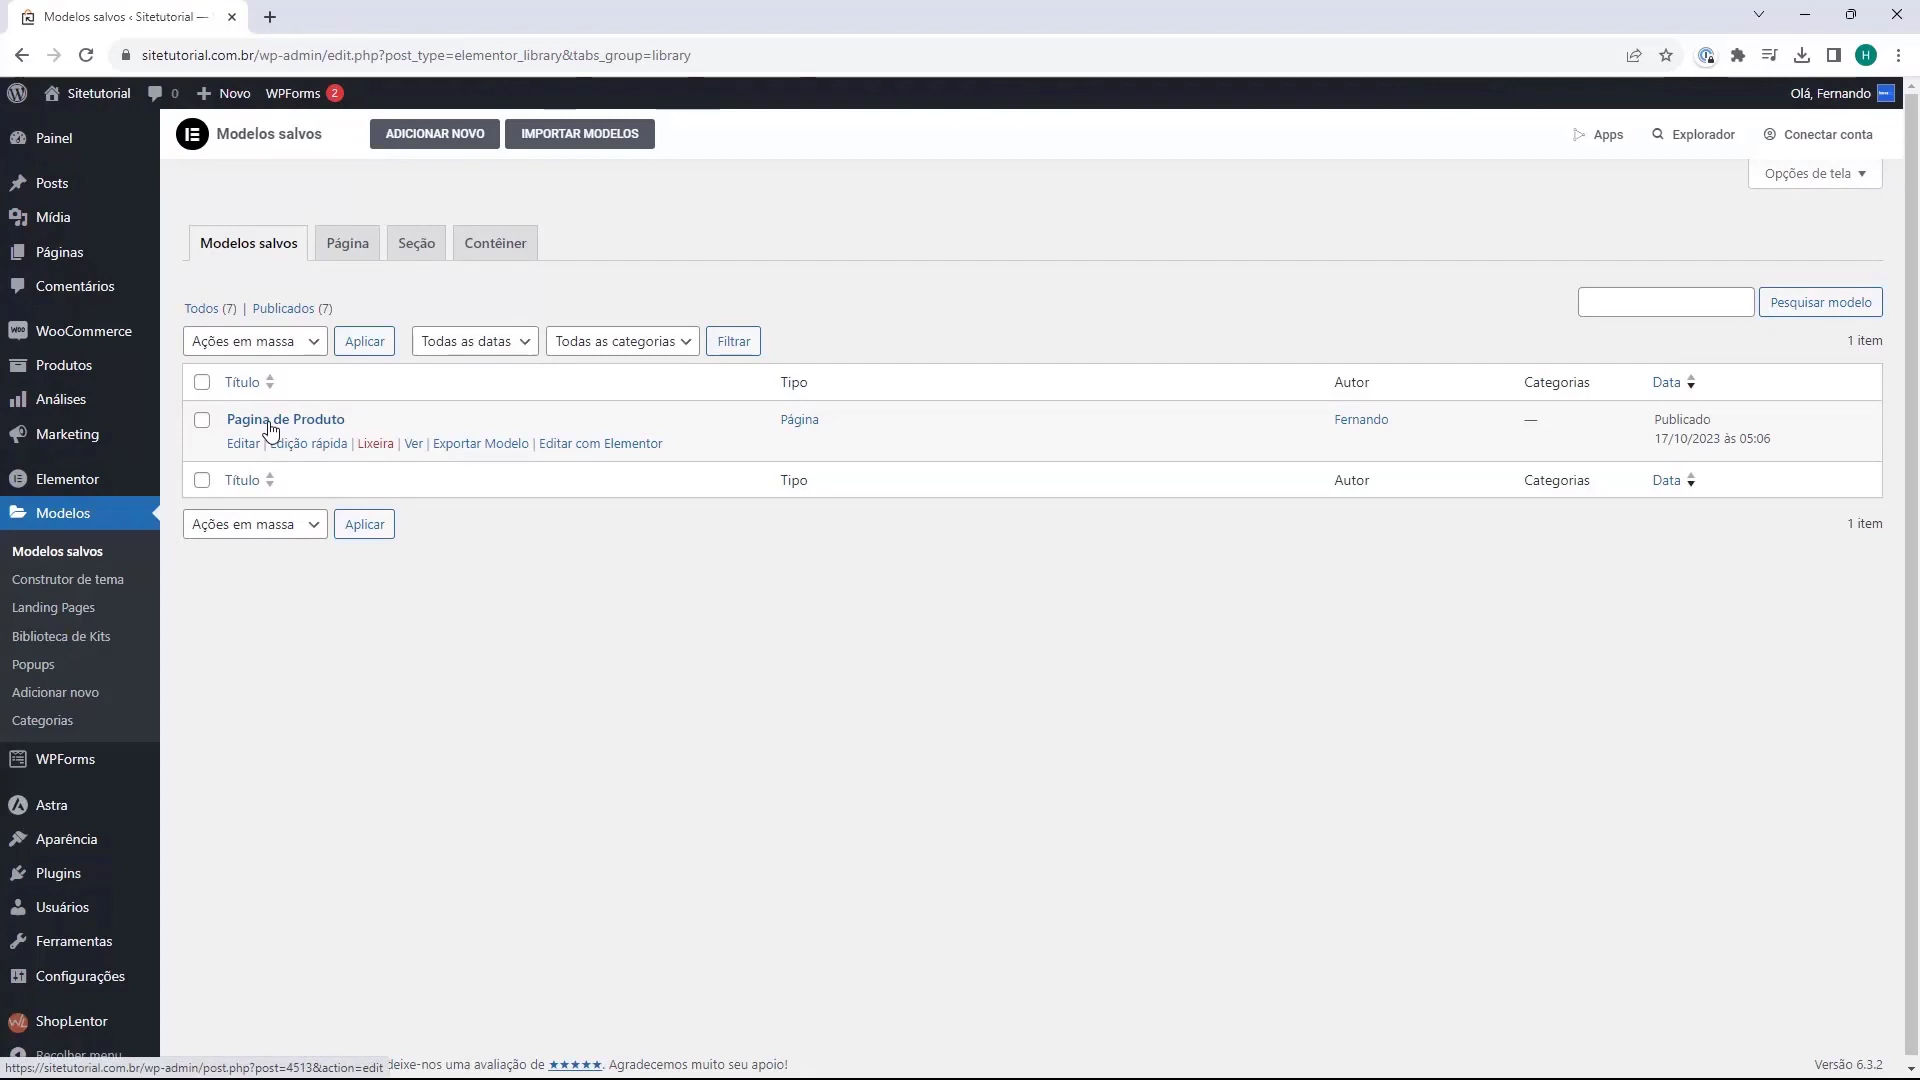 Modelos salvos ‹ Sitetutorial —
sitetutorial.com.br/wp-admin/edit.php?post_type=elementor_library&tabs_group=library
H
Sitetutorial 0 Novo WPForms 2
Olá, Fernando
Modelos salvos ADICIONAR NOVO IMPORTAR MODELOS
Apps Explorador Conectar conta
Opções de tela
Modelos salvos Página Seção Contêiner
Todos (7) | Publicados (7)
Pesquisar modelo
Ações em massa Aplicar Todas as datas Todas as categorias Filtrar
1 item
Título Tipo Autor Categorias Data
Pagina de Produto Página Fernando — Publicado
17/10/2023 às 05:06
Editar | Edição rápida | Lixeira | Ver | Exportar Modelo | Editar com Elementor
Título Tipo Autor Categorias Data
Ações em massa Aplicar
1 item
Painel
Posts
Mídia
Páginas
Comentários
WOO WooCommerce
Produtos
Análises
Marketing
Elementor
Modelos
Modelos salvos
Construtor de tema
Landing Pages
Biblioteca de Kits
Popups
Adicionar novo
Categorias
WPForms
Astra
Aparência
Plugins
Usuários
Ferramentas
Configurações
ShopLentor
Recolher menu
https://sitetutorial.com.br/wp-admin/post.php?post=4513&action=edit
deixe-nos uma avaliação de ★★★★★. Agradecemos muito seu apoio!
Versão 6.3.2